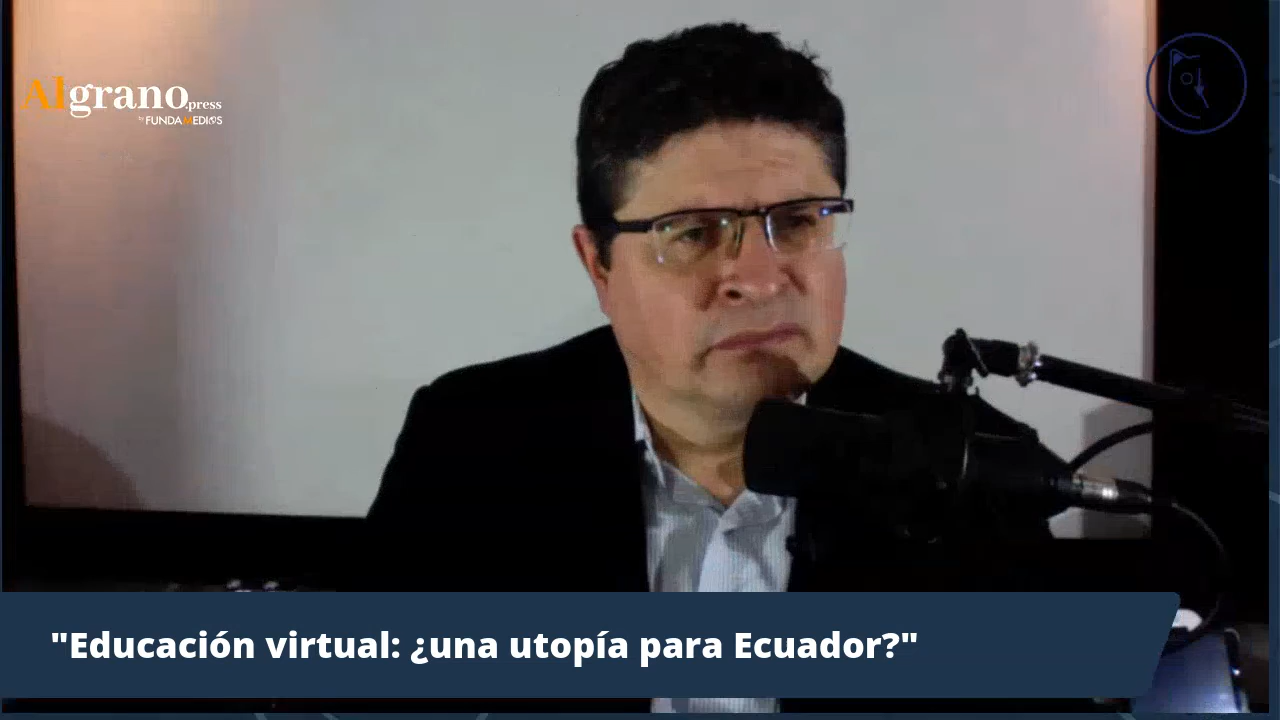 Algrano.press
by FUNDAMEDIOS
"Educación virtual: ¿una utopía para Ecuador?"